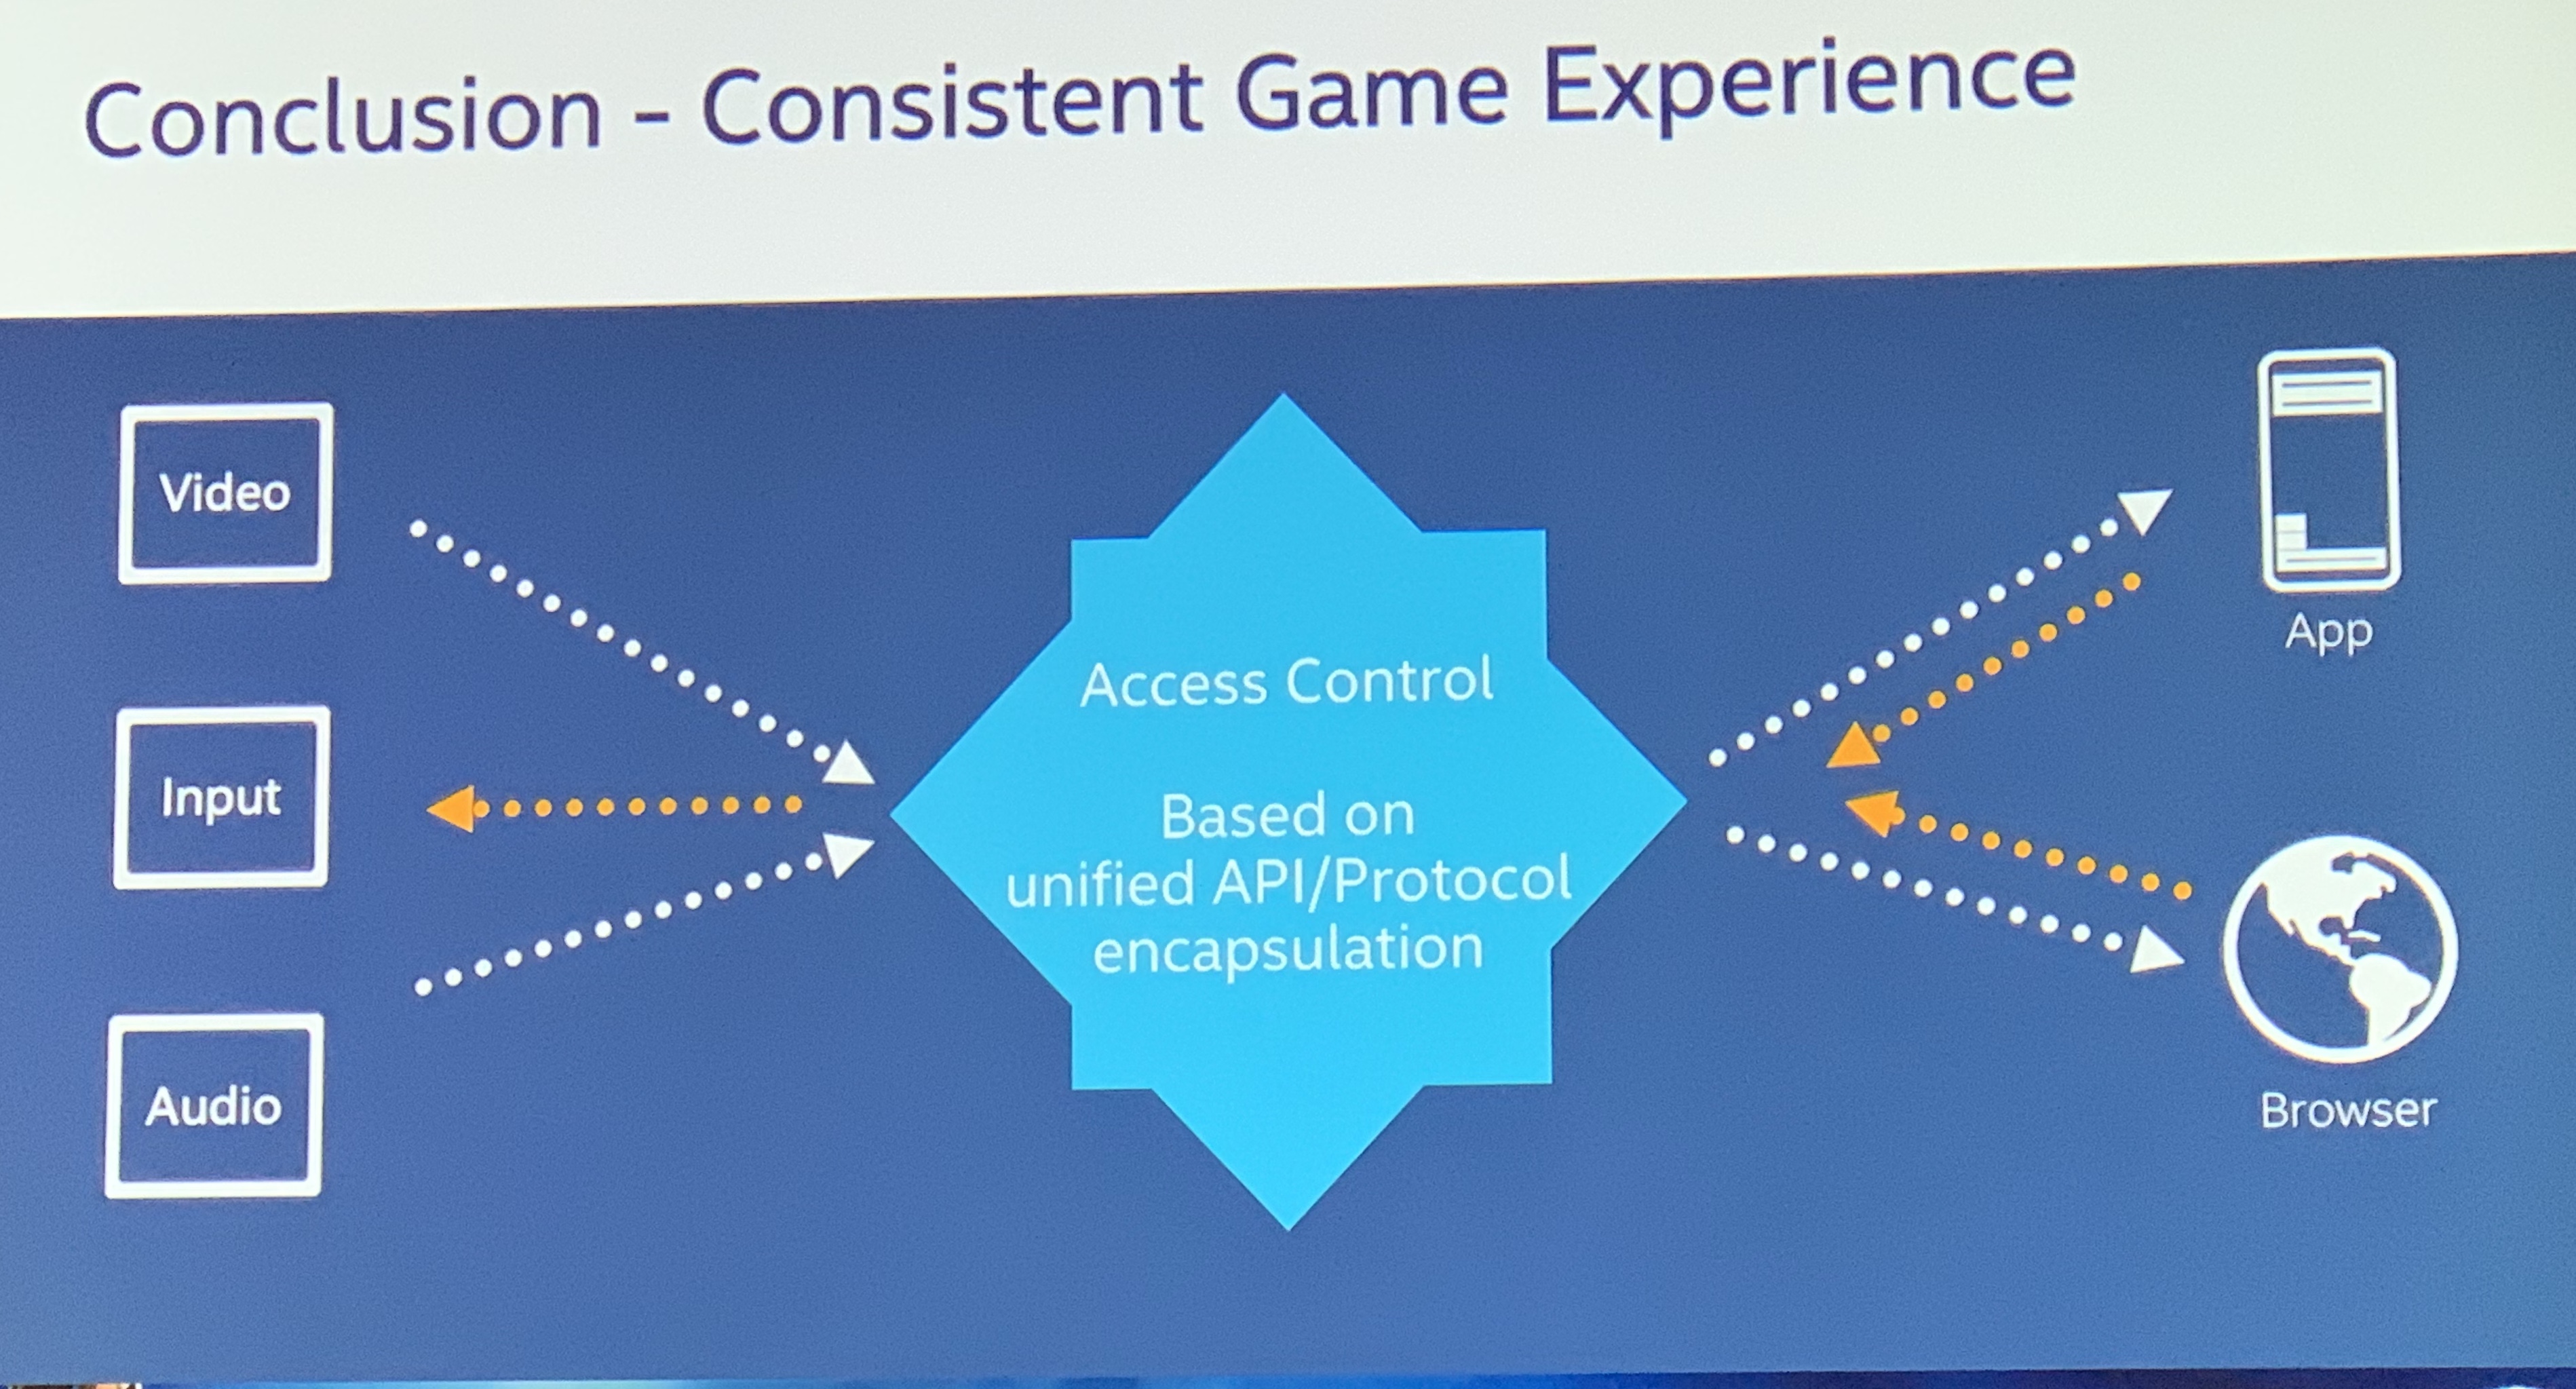 Conclusion – Consistent Game Experience
Video
Input
Audio
Access Control
Based on
unified API/Protocol
encapsulation
App
Browser